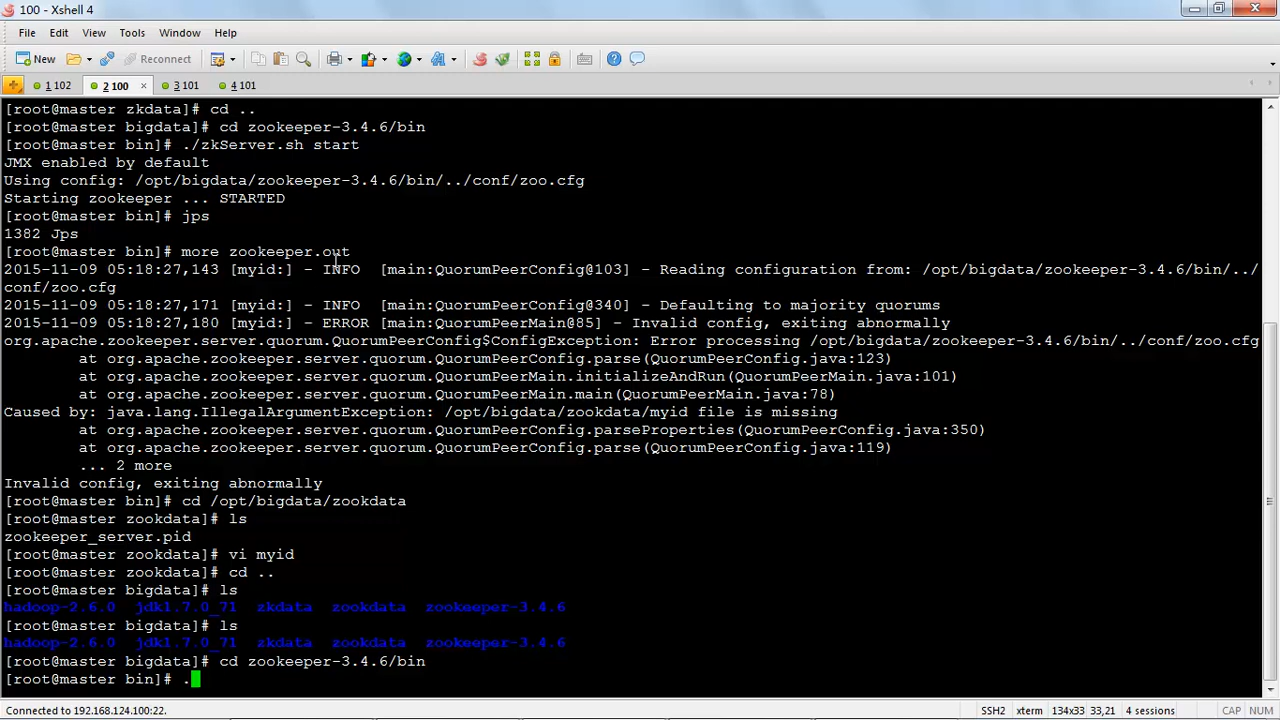 100 - Xshell 4
File Edit View Tools Window Help
New Reconnect
1 102 2 100 3 101 4 101
[root@master zkdata]# cd ..
[root@master bigdata]# cd zookeeper-3.4.6/bin
[root@master bin]# ./zkServer.sh start
JMX enabled by default
Using config: /opt/bigdata/zookeeper-3.4.6/bin/../conf/zoo.cfg
Starting zookeeper ... STARTED
[root@master bin]# jps
1382 Jps
[root@master bin]# more zookeeper.out
2015-11-09 05:18:27,143 [myid:] - INFO  [main:QuorumPeerConfig@103] - Reading configuration from: /opt/bigdata/zookeeper-3.4.6/bin/../
conf/zoo.cfg
2015-11-09 05:18:27,171 [myid:] - INFO  [main:QuorumPeerConfig@340] - Defaulting to majority quorums
2015-11-09 05:18:27,180 [myid:] - ERROR [main:QuorumPeerMain@85] - Invalid config, exiting abnormally
org.apache.zookeeper.server.quorum.QuorumPeerConfig$ConfigException: Error processing /opt/bigdata/zookeeper-3.4.6/bin/../conf/zoo.cfg
at org.apache.zookeeper.server.quorum.QuorumPeerConfig.parse(QuorumPeerConfig.java:123)
at org.apache.zookeeper.server.quorum.QuorumPeerMain.initializeAndRun(QuorumPeerMain.java:101)
at org.apache.zookeeper.server.quorum.QuorumPeerMain.main(QuorumPeerMain.java:78)
Caused by: java.lang.IllegalArgumentException: /opt/bigdata/zookdata/myid file is missing
at org.apache.zookeeper.server.quorum.QuorumPeerConfig.parseProperties(QuorumPeerConfig.java:350)
at org.apache.zookeeper.server.quorum.QuorumPeerConfig.parse(QuorumPeerConfig.java:119)
... 2 more
Invalid config, exiting abnormally
[root@master bin]# cd /opt/bigdata/zookdata
[root@master zookdata]# ls
zookeeper_server.pid
[root@master zookdata]# vi myid
[root@master zookdata]# cd ..
[root@master bigdata]# ls
hadoop-2.6.0  jdk1.7.0_71  zkdata  zookdata  zookeeper-3.4.6
[root@master bigdata]# ls
hadoop-2.6.0  jdk1.7.0_71  zkdata  zookdata  zookeeper-3.4.6
[root@master bigdata]# cd zookeeper-3.4.6/bin
[root@master bin]# .
Connected to 192.168.124.100:22. SSH2 xterm 134x33 33,21 4 sessions CAP NUM